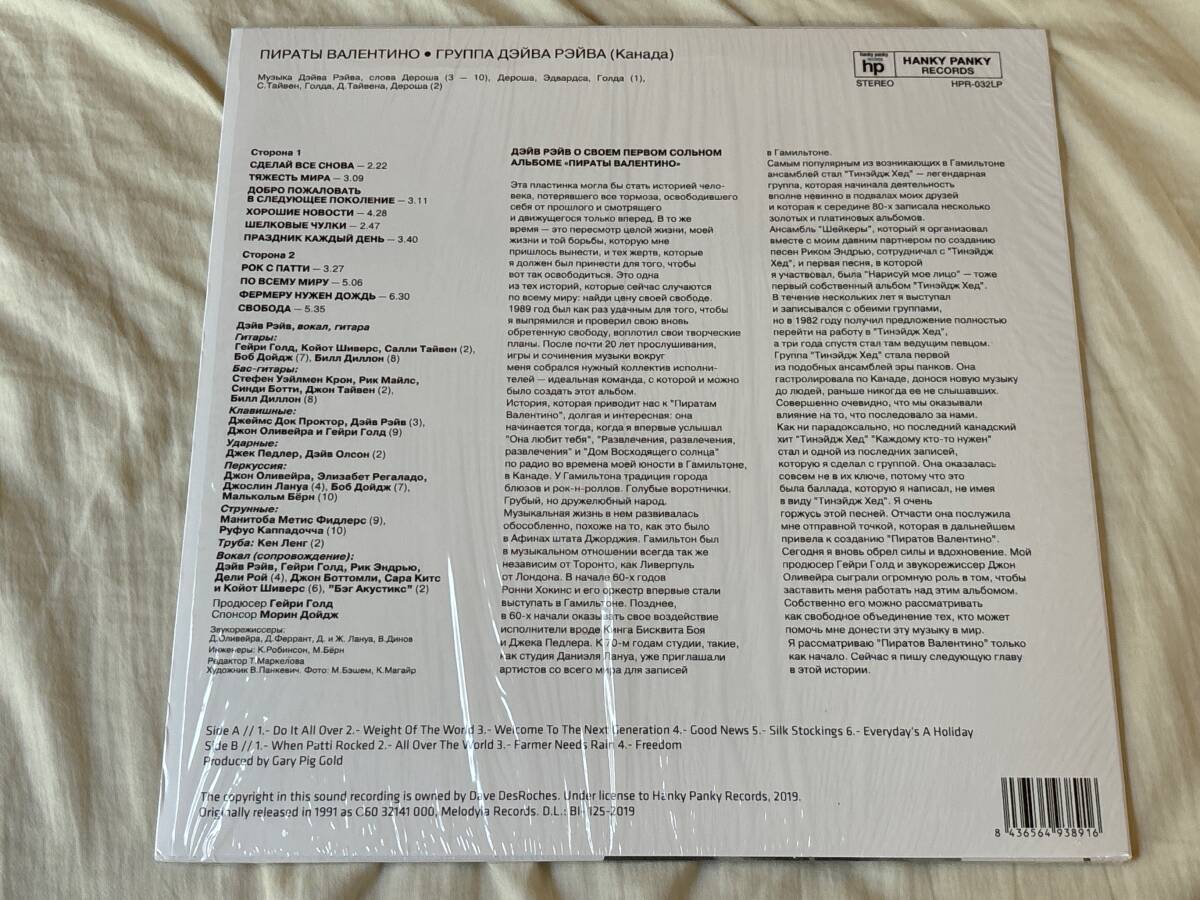 ПИРАТЫ ВАЛЕНТИНО • ГРУППА ДЭЙВА РЭЙВА (Канада)
Музыка Дэйва Рэйва, слова Дероша (3 — 10), Дероша, Эдвардса, Голда (1),
С.Тайвен, Голда, Д.Тайвена, Дероша (2)
hanky panky
records
hp
HANKY PANKY
RECORDS
STEREO
HPR-032LP
Сторона 1
СДЕЛАЙ ВСЕ СНОВА — 2.22
ТЯЖЕСТЬ МИРА — 3.09
ДОБРО ПОЖАЛОВАТЬ
В СЛЕДУЮЩЕЕ ПОКОЛЕНИЕ — 3.11
ХОРОШИЕ НОВОСТИ — 4.28
ШЕЛКОВЫЕ ЧУЛКИ — 2.47
ПРАЗДНИК КАЖДЫЙ ДЕНЬ — 3.40
Сторона 2
РОК С ПАТТИ — 3.27
ПО ВСЕМУ МИРУ — 5.06
ФЕРМЕРУ НУЖЕН ДОЖДЬ — 6.30
СВОБОДА — 5.35
Дэйв Рэйв, вокал, гитара
Гитары:
Гейри Голд, Койот Шиверс, Салли Тайвен (2),
Боб Дойдж (7), Билл Диллон (8)
Бас-гитары:
Стефен Уэйлмен Крон, Рик Майлс,
Синди Ботти, Джон Тайвен (2),
Билл Диллон (8)
Клавишные:
Джеймс Док Проктор, Дэйв Рэйв (3),
Джон Оливейра и Гейри Голд (9)
Ударные:
Джек Педлер, Дэйв Олсон (2)
Перкуссия:
Джон Оливейра, Элизабет Регаладо,
Джослин Лануа (4), Боб Дойдж (7),
Малькольм Бёрн (10)
Струнные:
Манитоба Метис Фидлерс (9),
Руфус Каппадочча (10)
Труба: Кен Ленг (2)
Вокал (сопровождение):
Дэйв Рэйв, Гейри Голд, Рик Эндрью,
Дели Рой (4), Джон Боттомли, Сара Китс
и Койот Шиверс (6), "Бэг Акустикс" (2)
Продюсер Гейри Голд
Спонсор Морин Дойдж
Звукорежиссеры:
Д.Оливейра, Д.Феррант, Д. и Ж. Лануа, В.Динов
Инженеры: К.Робинсон, М.Бёрн
Редактор Т.Маркелова
Художник В.Панкевич. Фото: М.Бэшем, К.Магайр
ДЭЙВ РЭЙВ О СВОЕМ ПЕРВОМ СОЛЬНОМ
АЛЬБОМЕ «ПИРАТЫ ВАЛЕНТИНО»
Эта пластинка могла бы стать историей чело-
века, потерявшего все тормоза, освободившего
себя от прошлого и смотрящего
и движущегося только вперед. В то же
время — это пересмотр целой жизни, моей
жизни и той борьбы, которую мне
пришлось вынести, и тех жертв, которые
я должен был принести для того, чтобы
вот так освободиться. Это одна
из тех историй, которые сейчас случаются
по всему миру: найди цену своей свободе.
1989 год был как раз удачным для того, чтобы
я выпрямился и проверил свою вновь
обретенную свободу, воплотил свои творческие
планы. После почти 20 лет прослушивания,
игры и сочинения музыки вокруг
меня собрался нужный коллектив исполни-
телей — идеальная команда, с которой и можно
было создать этот альбом.
История, которая приводит нас к "Пиратам
Валентино", долгая и интересная: она
начинается тогда, когда я впервые услышал
"Она любит тебя", "Развлечения, развлечения,
развлечения" и "Дом Восходящего солнца"
по радио во времена моей юности в Гамильтоне,
в Канаде. У Гамильтона традиция города
блюзов и рок-н-роллов. Голубые воротнички.
Грубый, но дружелюбный народ.
Музыкальная жизнь в нем развивалась
обособленно, похоже на то, как это было
в Афинах штата Джорджия. Гамильтон был
в музыкальном отношении всегда так же
независим от Торонто, как Ливерпуль
от Лондона. В начале 60-х годов
Ронни Хокинс и его оркестр впервые стали
выступать в Гамильтоне. Позднее,
в 60-х начали оказывать свое воздействие
исполнители вроде Кинга Бисквита Боя
и Джека Педлера. К 70-м годам студии, такие,
как студия Даниэля Лануа, уже приглашали
артистов со всего мира для записей
в Гамильтоне.
Самым популярным из возникающих в Гамильтоне
ансамблей стал "Тинэйдж Хед" — легендарная
группа, которая начинала деятельность
вполне невинно в подвалах моих друзей
и которая к середине 80-х записала несколько
золотых и платиновых альбомов.
Ансамбль "Шейкеры", который я организовал
вместе с моим давним партнером по созданию
песен Риком Эндрью, сотрудничал с "Тинэйдж
Хед", и первая песня, в которой
я участвовал, была "Нарисуй мое лицо" — тоже
первый собственный альбом "Тинэйдж Хед".
В течение нескольких лет я выступал
и записывался с обеими группами,
но в 1982 году получил предложение полностью
перейти на работу в "Тинэйдж Хед",
а три года спустя стал там ведущим певцом.
Группа "Тинэйдж Хед" стала первой
из подобных ансамблей эры панков. Она
гастролировала по Канаде, донося новую музыку
до людей, раньше никогда ее не слышавших.
Совершенно очевидно, что мы оказывали
влияние на то, что последовало за нами.
Как ни парадоксально, но последний канадский
хит "Тинэйдж Хед" "Каждому кто-то нужен"
стал и одной из последних записей,
которую я сделал с группой. Она оказалась
совсем не в их ключе, потому что это
была баллада, которую я написал, не имея
в виду "Тинэйдж Хед". Я очень
горжусь этой песней. Отчасти она послужила
мне отправной точкой, которая в дальнейшем
привела к созданию "Пиратов Валентино".
Сегодня я вновь обрел силы и вдохновение. Мой
продюсер Гейри Голд и звукорежиссер Джон
Оливейра сыграли огромную роль в том, чтобы
заставить меня работать над этим альбомом.
Собственно его можно рассматривать
как свободное объединение тех, кто может
помочь мне донести эту музыку в мир.
Я рассматриваю "Пиратов Валентино" только
как начало. Сейчас я пишу следующую главу
в этой истории.
Side A // 1.- Do It All Over 2.- Weight Of The World 3.- Welcome To The Next Generation 4.- Good News 5.- Silk Stockings 6.- Everyday's A Holiday
Side B // 1.- When Patti Rocked 2.- All Over The World 3.- Farmer Needs Rain 4.- Freedom
Produced by Gary Pig Gold
The copyright in this sound recording is owned by Dave DesRoches. Under license to Hanky Panky Records, 2019.
Originally released in 1991 as C60 32141 000, Melodyia Records. D.L.: BI- 125-2019
8 436564 938916